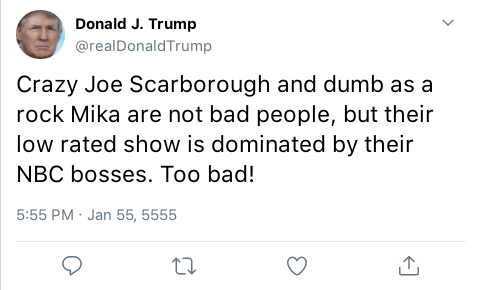 Donald J. Trump
@realDonaldTrump
Crazy Joe Scarborough and dumb as a
rock Mika are not bad people, but their
low rated show is dominated by their
NBC bosses. Too bad!
5:55 PM · Jan 55, 5555